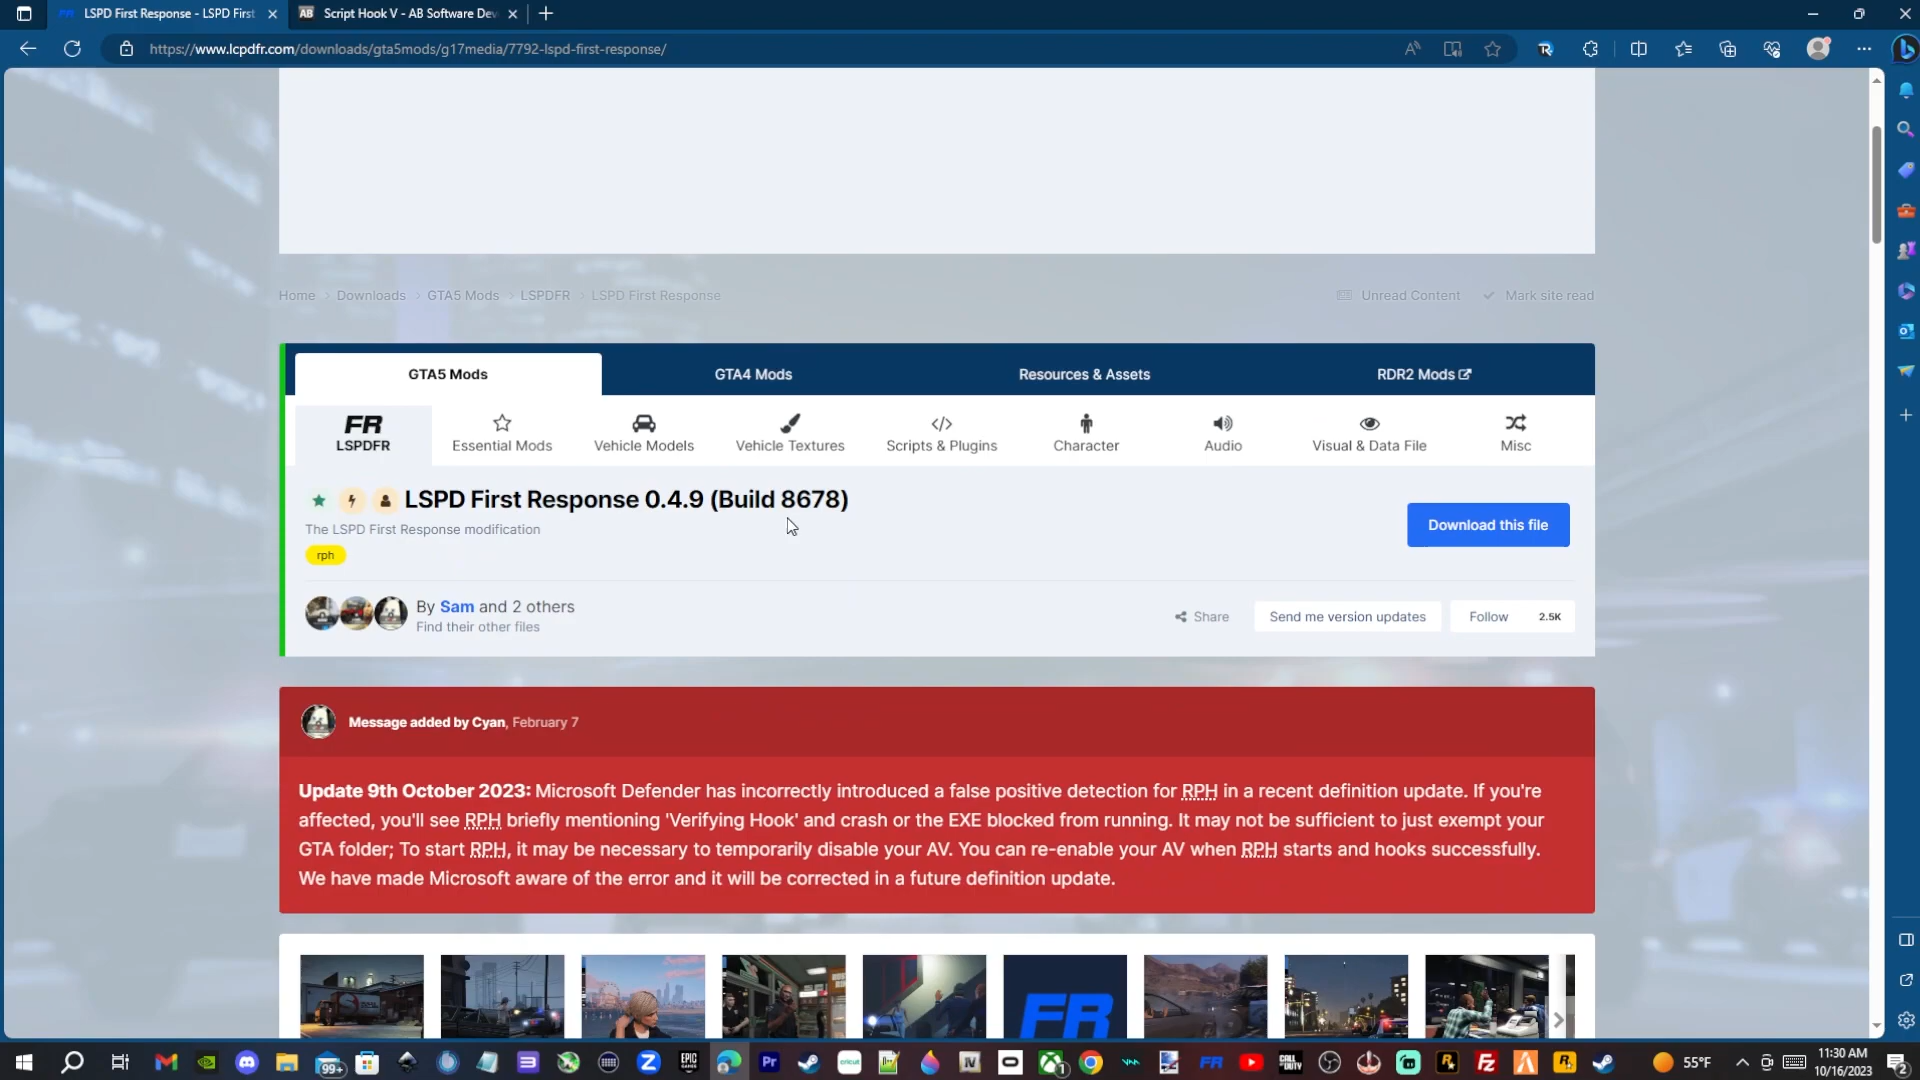 LSPD First Response - LSPD First
Script Hook V - AB Software Dev
https://www.lcpdfr.com/downloads/gta5mods/g17media/7792-lspd-first-response/
Home > Downloads > GTA5 Mods > LSPDFR > LSPD First Response
Unread Content Mark site read
GTA5 Mods
GTA4 Mods
Resources & Assets
RDR2 Mods
FR
LSPDFR
Essential Mods
Vehicle Models
Vehicle Textures
Scripts & Plugins
Character
Audio
Visual & Data File
Misc
LSPD First Response 0.4.9 (Build 8678)
The LSPD First Response modification
rph
Download this file
By Sam and 2 others
Find their other files
Share
Send me version updates
Follow 2.5K
Message added by Cyan, February 7
Update 9th October 2023: Microsoft Defender has incorrectly introduced a false positive detection for RPH in a recent definition update. If you're
affected, you'll see RPH briefly mentioning 'Verifying Hook' and crash or the EXE blocked from running. It may not be sufficient to just exempt your
GTA folder; To start RPH, it may be necessary to temporarily disable your AV. You can re-enable your AV when RPH starts and hooks successfully.
We have made Microsoft aware of the error and it will be corrected in a future definition update.
FR
99+
55°F
11:30 AM
10/16/2023